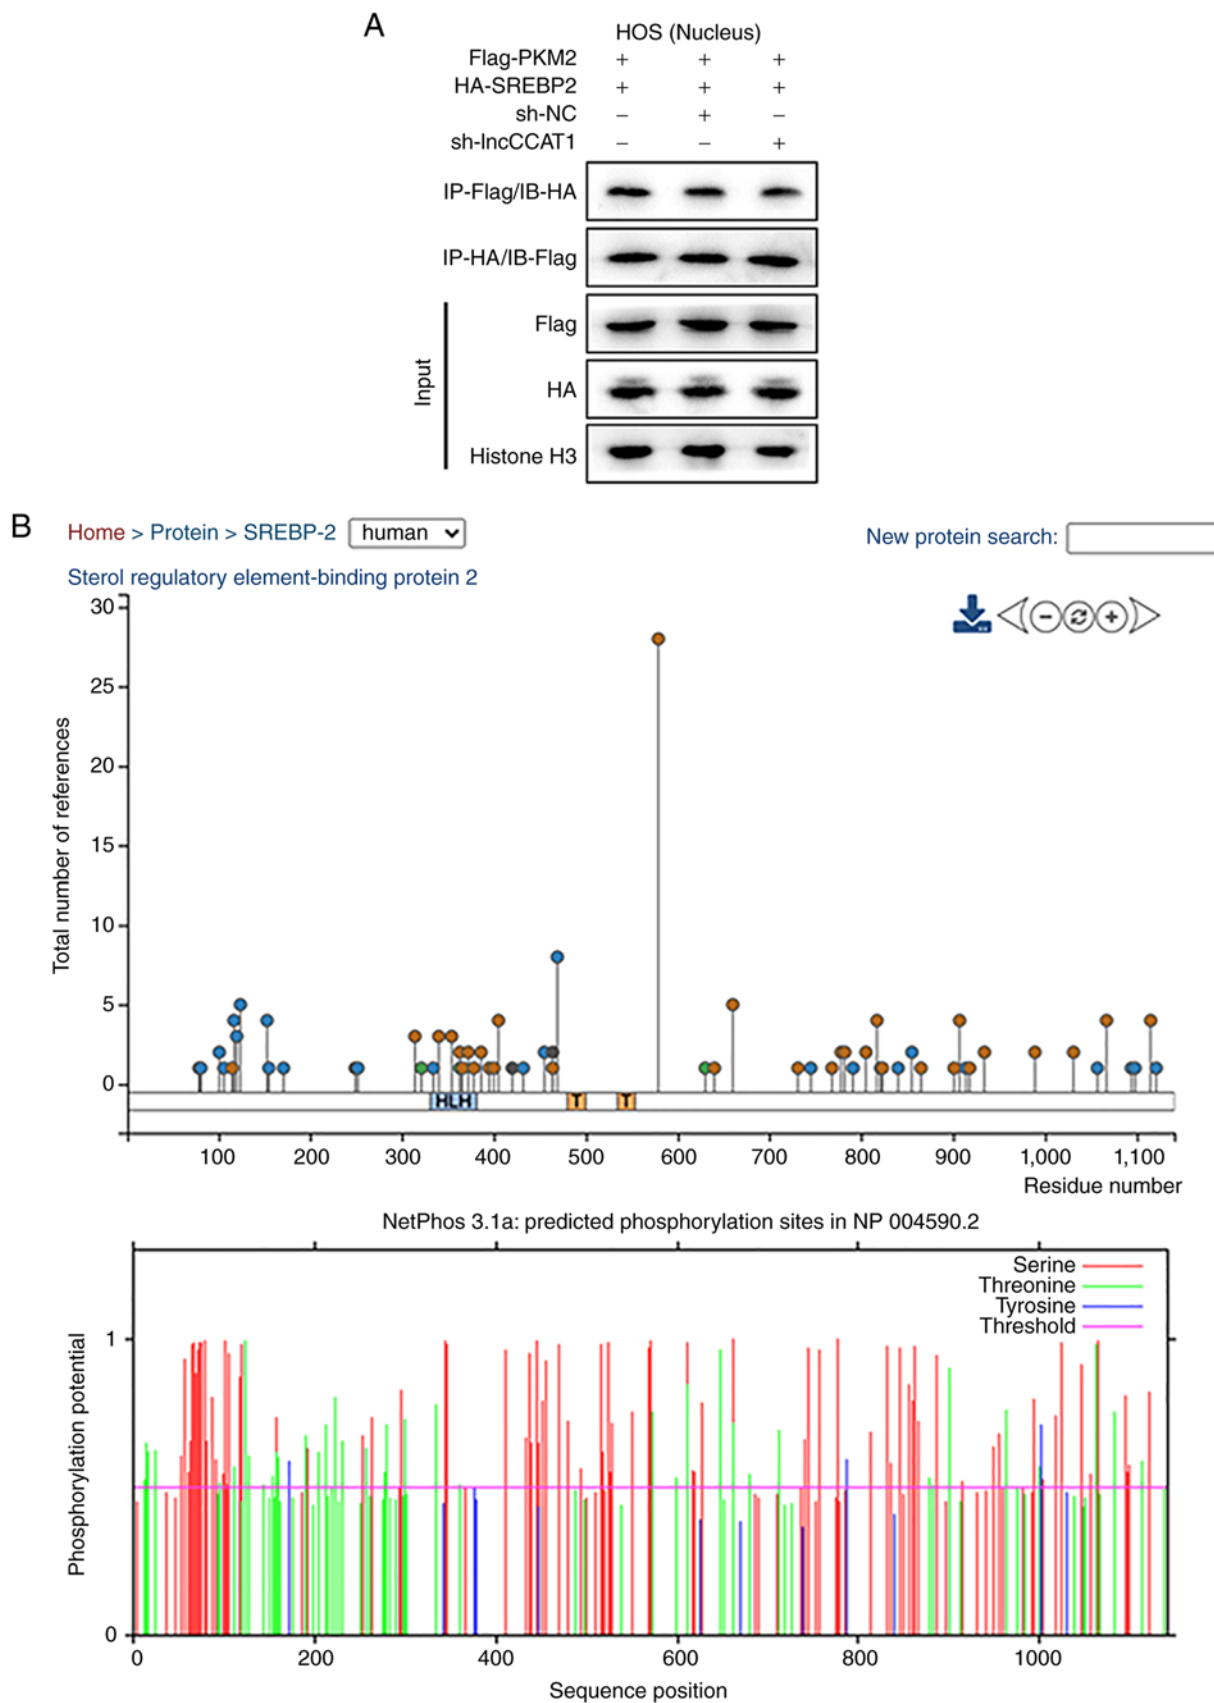 A
HOS (Nucleus)
Flag-PKM2 + + +
HA-SREBP2 + + +
sh-NC − + −
sh-lncCCAT1 − − +
IP-Flag/IB-HA
IP-HA/IB-Flag
Input
Flag
HA
Histone H3
B
Home > Protein > SREBP-2 human
New protein search:
Sterol regulatory element-binding protein 2
Total number of references
30
25
20
15
10
5
0
HLH T T
100 200 300 400 500 600 700 800 900 1,000 1,100
Residue number
NetPhos 3.1a: predicted phosphorylation sites in NP 004590.2
Serine
Threonine
Tyrosine
Threshold
Phosphorylation potential
1
0
0 200 400 600 800 1000
Sequence position